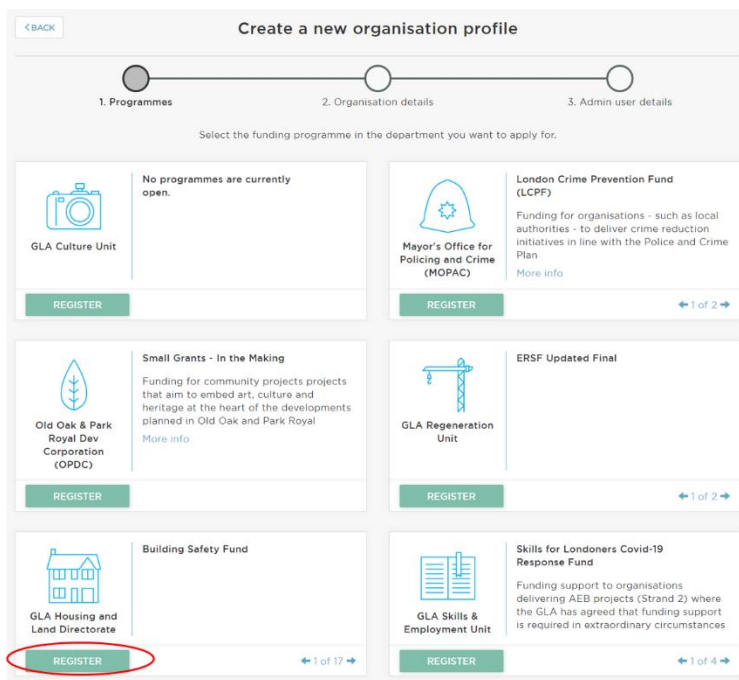 <BACK
Create a new organisation profile
1. Programmes
2. Organisation details
3. Admin user details
Select the funding programme in the department you want to apply for.
GLA Culture Unit
No programmes are currently
open.
REGISTER
Mayor's Office for
Policing and Crime
(MOPAC)
London Crime Prevention Fund
(LCPF)
Funding for organisations - such as local
authorities - to deliver crime reduction
initiatives in line with the Police and Crime
Plan
More info
REGISTER
1 of 2
Old Oak & Park
Royal Dev
Corporation
(OPDC)
Small Grants - In the Making
Funding for community projects projects
that aim to embed art, culture and
heritage at the heart of the developments
planned in Old Oak and Park Royal
More info
REGISTER
GLA Regeneration
Unit
ERSF Updated Final
REGISTER
1 of 2
GLA Housing and
Land Directorate
Building Safety Fund
REGISTER
1 of 17
GLA Skills &
Employment Unit
Skills for Londoners Covid-19
Response Fund
Funding support to organisations
delivering AEB projects (Strand 2) where
the GLA has agreed that funding support
is required in extraordinary circumstances
REGISTER
1 of 4